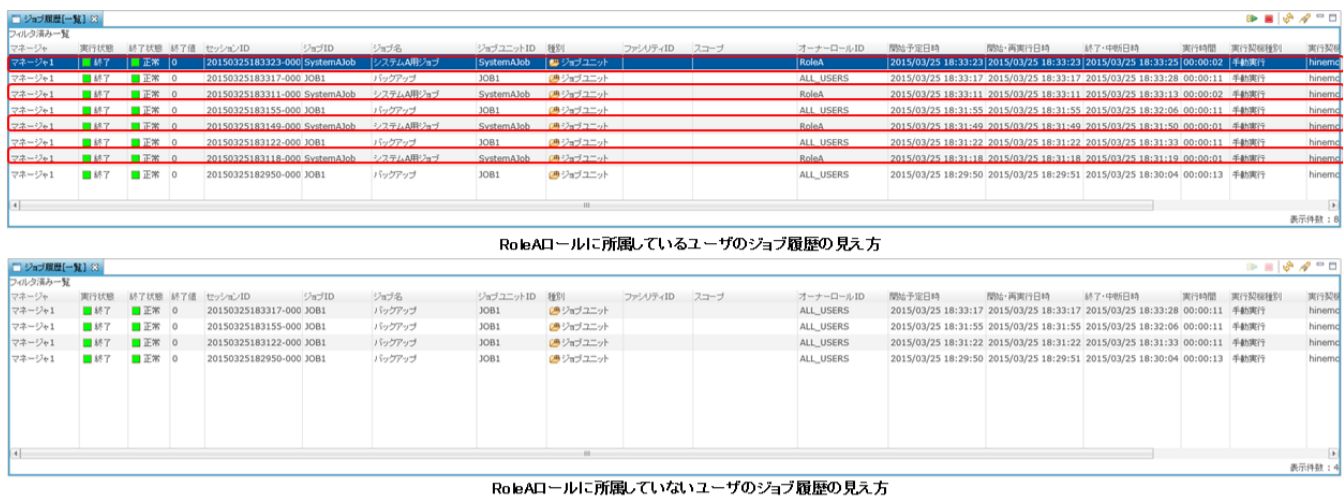 ジョブ履歴[一覧]
フィルタ済み一覧
マネージャ 実行状態 終了状態 終了値 セッションID ジョブID ジョブ名 ジョブユニットID 種別 ファシリティID スコープ オーナーロールID 開始予定日時 開始・再実行日時 終了・中断日時 実行時間 実行契機種別 実行契
マネージャ1 終了 正常 0 20150325183323-000 SystemAJob システムA用ジョブ SystemAJob ジョブユニット RoleA 2015/03/25 18:33:23 2015/03/25 18:33:23 2015/03/25 18:33:25 00:00:02 手動実行 hinemo
マネージャ1 終了 正常 0 20150325183317-000 JOB1 バックアップ JOB1 ジョブユニット ALL_USERS 2015/03/25 18:33:17 2015/03/25 18:33:17 2015/03/25 18:33:28 00:00:11 手動実行 hinemo
マネージャ1 終了 正常 0 20150325183311-000 SystemAJob システムA用ジョブ SystemAJob ジョブユニット RoleA 2015/03/25 18:33:11 2015/03/25 18:33:11 2015/03/25 18:33:13 00:00:02 手動実行 hinemo
マネージャ1 終了 正常 0 20150325183155-000 JOB1 バックアップ JOB1 ジョブユニット ALL_USERS 2015/03/25 18:31:55 2015/03/25 18:31:55 2015/03/25 18:32:06 00:00:11 手動実行 hinemo
マネージャ1 終了 正常 0 20150325183149-000 SystemAJob システムA用ジョブ SystemAJob ジョブユニット RoleA 2015/03/25 18:31:49 2015/03/25 18:31:49 2015/03/25 18:31:50 00:00:01 手動実行 hinemo
マネージャ1 終了 正常 0 20150325183122-000 JOB1 バックアップ JOB1 ジョブユニット ALL_USERS 2015/03/25 18:31:22 2015/03/25 18:31:22 2015/03/25 18:31:33 00:00:11 手動実行 hinemo
マネージャ1 終了 正常 0 20150325183118-000 SystemAJob システムA用ジョブ SystemAJob ジョブユニット RoleA 2015/03/25 18:31:18 2015/03/25 18:31:18 2015/03/25 18:31:19 00:00:01 手動実行 hinemo
マネージャ1 終了 正常 0 20150325182950-000 JOB1 バックアップ JOB1 ジョブユニット ALL_USERS 2015/03/25 18:29:50 2015/03/25 18:29:51 2015/03/25 18:30:04 00:00:13 手動実行 hinemo
表示件数 : 8
RoleAロールに所属しているユーザのジョブ履歴の見え方
ジョブ履歴[一覧]
フィルタ済み一覧
マネージャ 実行状態 終了状態 終了値 セッションID ジョブID ジョブ名 ジョブユニットID 種別 ファシリティID スコープ オーナーロールID 開始予定日時 開始・再実行日時 終了・中断日時 実行時間 実行契機種別 実行契
マネージャ1 終了 正常 0 20150325183317-000 JOB1 バックアップ JOB1 ジョブユニット ALL_USERS 2015/03/25 18:33:17 2015/03/25 18:33:17 2015/03/25 18:33:28 00:00:11 手動実行 hinemo
マネージャ1 終了 正常 0 20150325183155-000 JOB1 バックアップ JOB1 ジョブユニット ALL_USERS 2015/03/25 18:31:55 2015/03/25 18:31:55 2015/03/25 18:32:06 00:00:11 手動実行 hinemo
マネージャ1 終了 正常 0 20150325183122-000 JOB1 バックアップ JOB1 ジョブユニット ALL_USERS 2015/03/25 18:31:22 2015/03/25 18:31:22 2015/03/25 18:31:33 00:00:11 手動実行 hinemo
マネージャ1 終了 正常 0 20150325182950-000 JOB1 バックアップ JOB1 ジョブユニット ALL_USERS 2015/03/25 18:29:50 2015/03/25 18:29:51 2015/03/25 18:30:04 00:00:13 手動実行 hinemo
表示件数 : 4
RoleAロールに所属していないユーザのジョブ履歴の見え方